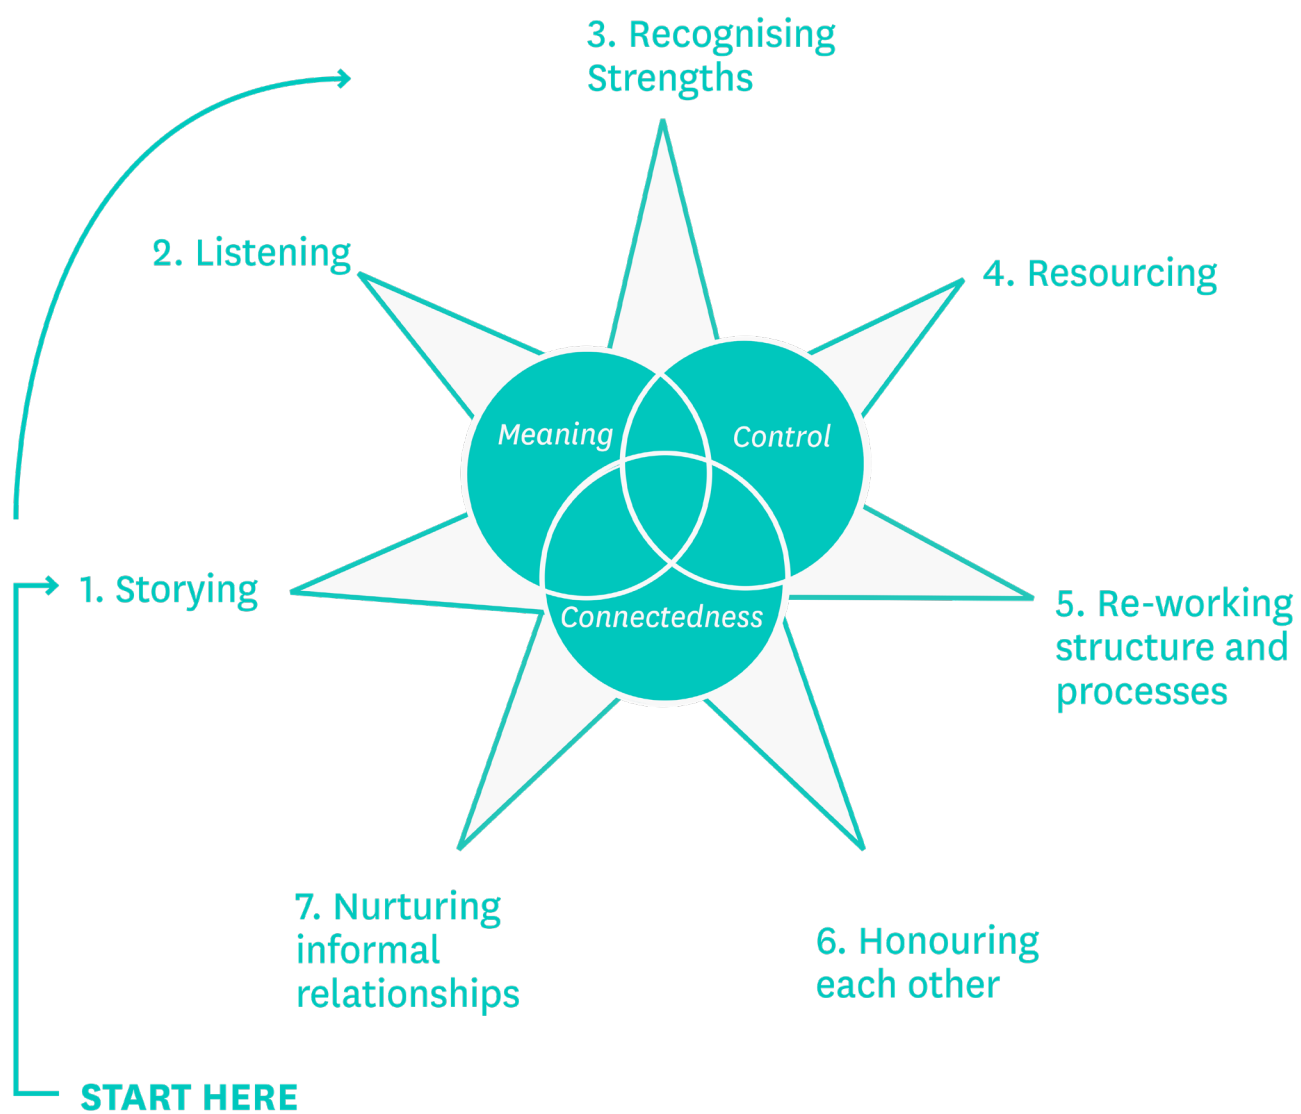 3. Recognising
Strengths
2. Listening
4. Resourcing
Meaning
Control
1. Storying
Connectedness
5. Re-working
structure and
processes
7. Nurturing
informal
relationships
6. Honouring
each other
START HERE